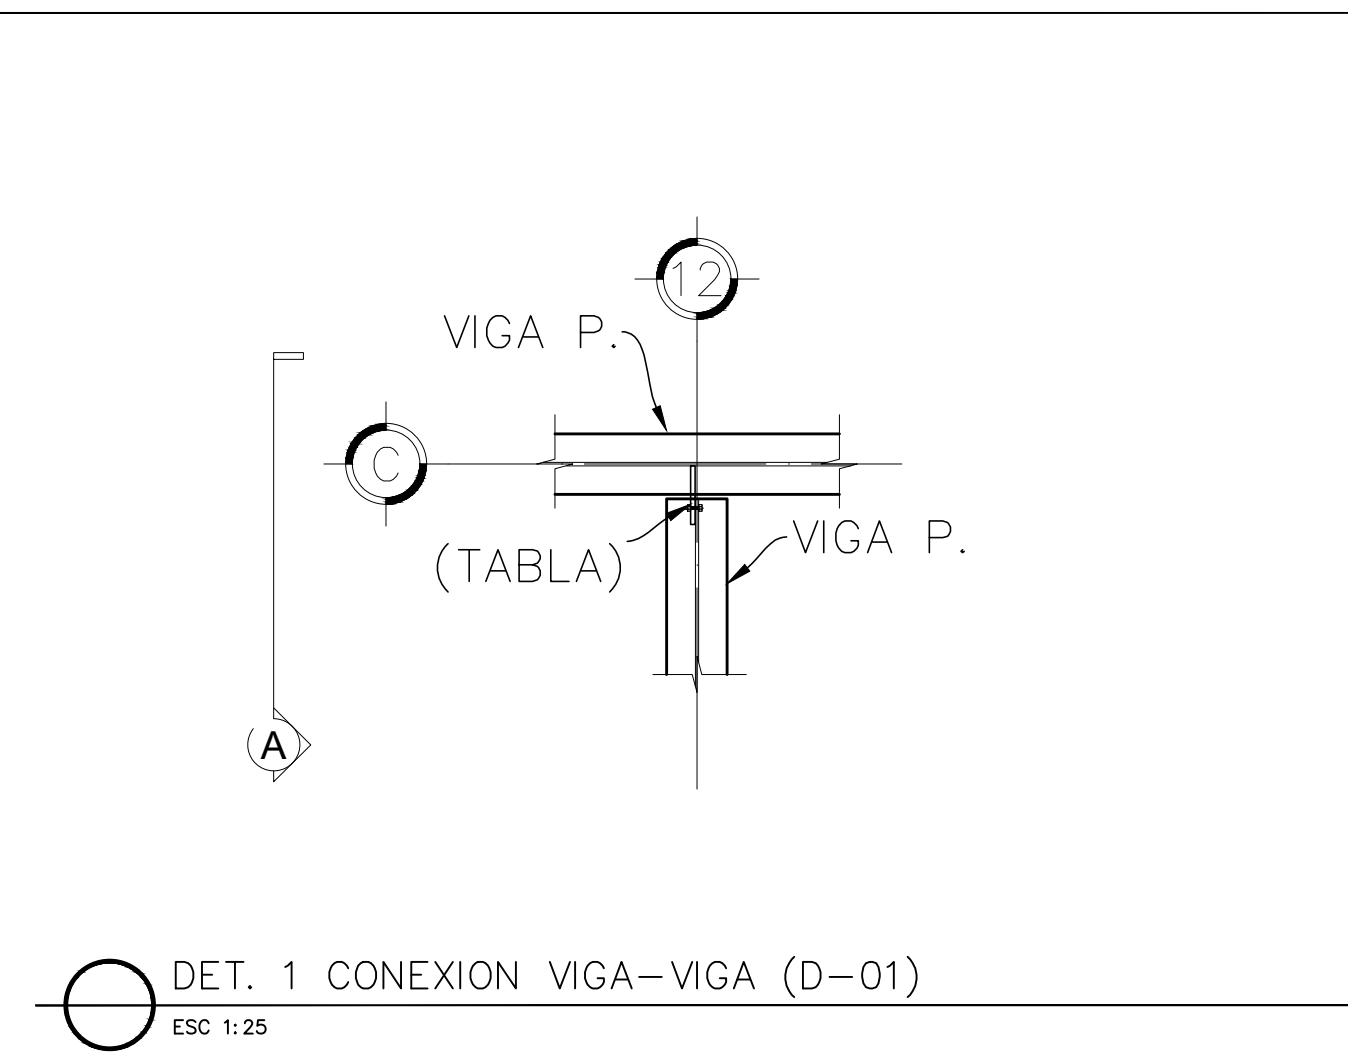 12
VIGA P.
C
(TABLA)
VIGA P.
A
DET. 1 CONEXION VIGA-VIGA (D-01)
ESC 1:25